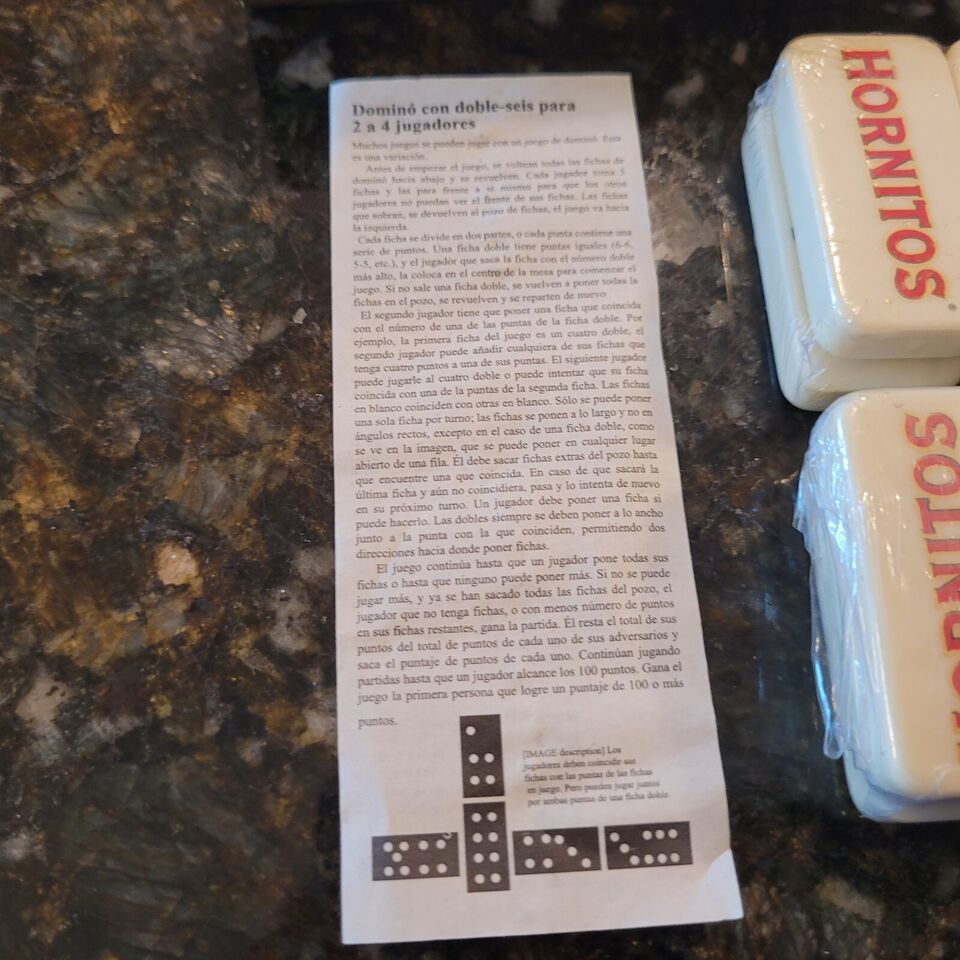 Dominó con doble-seis para
2 a 4 jugadores
Muchos juegos se pueden jugar con un juego de dominó. Esta
es una variación.
Antes de empezar el juego, se voltean todas las fichas de
dominó hacia abajo y se revuelven. Cada jugador toma 5
fichas y las para frente a si mismo para que los otros
jugadores no puedan ver el frente de sus fichas. Las fichas
que sobran, se devuelven al pozo de fichas, el juego va hacia
la izquierda.
Cada ficha se divide en dos partes, o cada punta contiene una
serie de puntos. Una ficha doble tiene puntas iguales (6-6,
5-5, etc.), y el jugador que saca la ficha con el número doble
más alto, la coloca en el centro de la mesa para comenzar el
juego. Si no sale una ficha doble, se vuelven a poner todas la
fichas en el pozo, se revuelven y se reparten de nuevo
El segundo jugador tiene que poner una ficha que coincida
con el número de una de las puntas de la ficha doble. Por
ejemplo, la primera ficha del juego es un cuatro doble, el
segundo jugador puede añadir cualquiera de sus fichas que
tenga cuatro puntos a una de sus puntas. El siguiente jugador
puede jugarle al cuatro doble o puede intentar que su ficha
coincida con una de la puntas de la segunda ficha. Las fichas
en blanco coinciden con otras en blanco. Sólo se puede poner
una sola ficha por turno; las fichas se ponen a lo largo y no en
ángulos rectos, excepto en el caso de una ficha doble, como
se ve en la imagen, que se puede poner en cualquier lugar
abierto de una fila. Él debe sacar fichas extras del pozo hasta
que encuentre una que coincida. En caso de que sacará la
última ficha y aún no coincidiera, pasa y lo intenta de nuevo
en su próximo turno. Un jugador debe poner una ficha si
puede hacerlo. Las dobles siempre se deben poner a lo ancho
junto a la punta con la que coinciden, permitiendo dos
direcciones hacia donde poner fichas.
El juego continúa hasta que un jugador pone todas sus
fichas o hasta que ninguno puede poner más. Si no se puede
jugar más, y ya se han sacado todas las fichas del pozo, el
jugador que no tenga fichas, o con menos número de puntos
en sus fichas restantes, gana la partida. Él resta el total de sus
puntos del total de puntos de cada uno de sus adversarios y
saca el puntaje de puntos de cada uno. Continúan jugando
partidas hasta que un jugador alcance los 100 puntos. Gana el
juego la primera persona que logre un puntaje de 100 o más
puntos.
[IMAGE description] Los
jugadores deben coincidir sus
fichas con las puntas de las fichas
en juego. Pero pueden jugar juntos
por ambas puntas de una ficha doble.
HORNITOS
HORNITOS